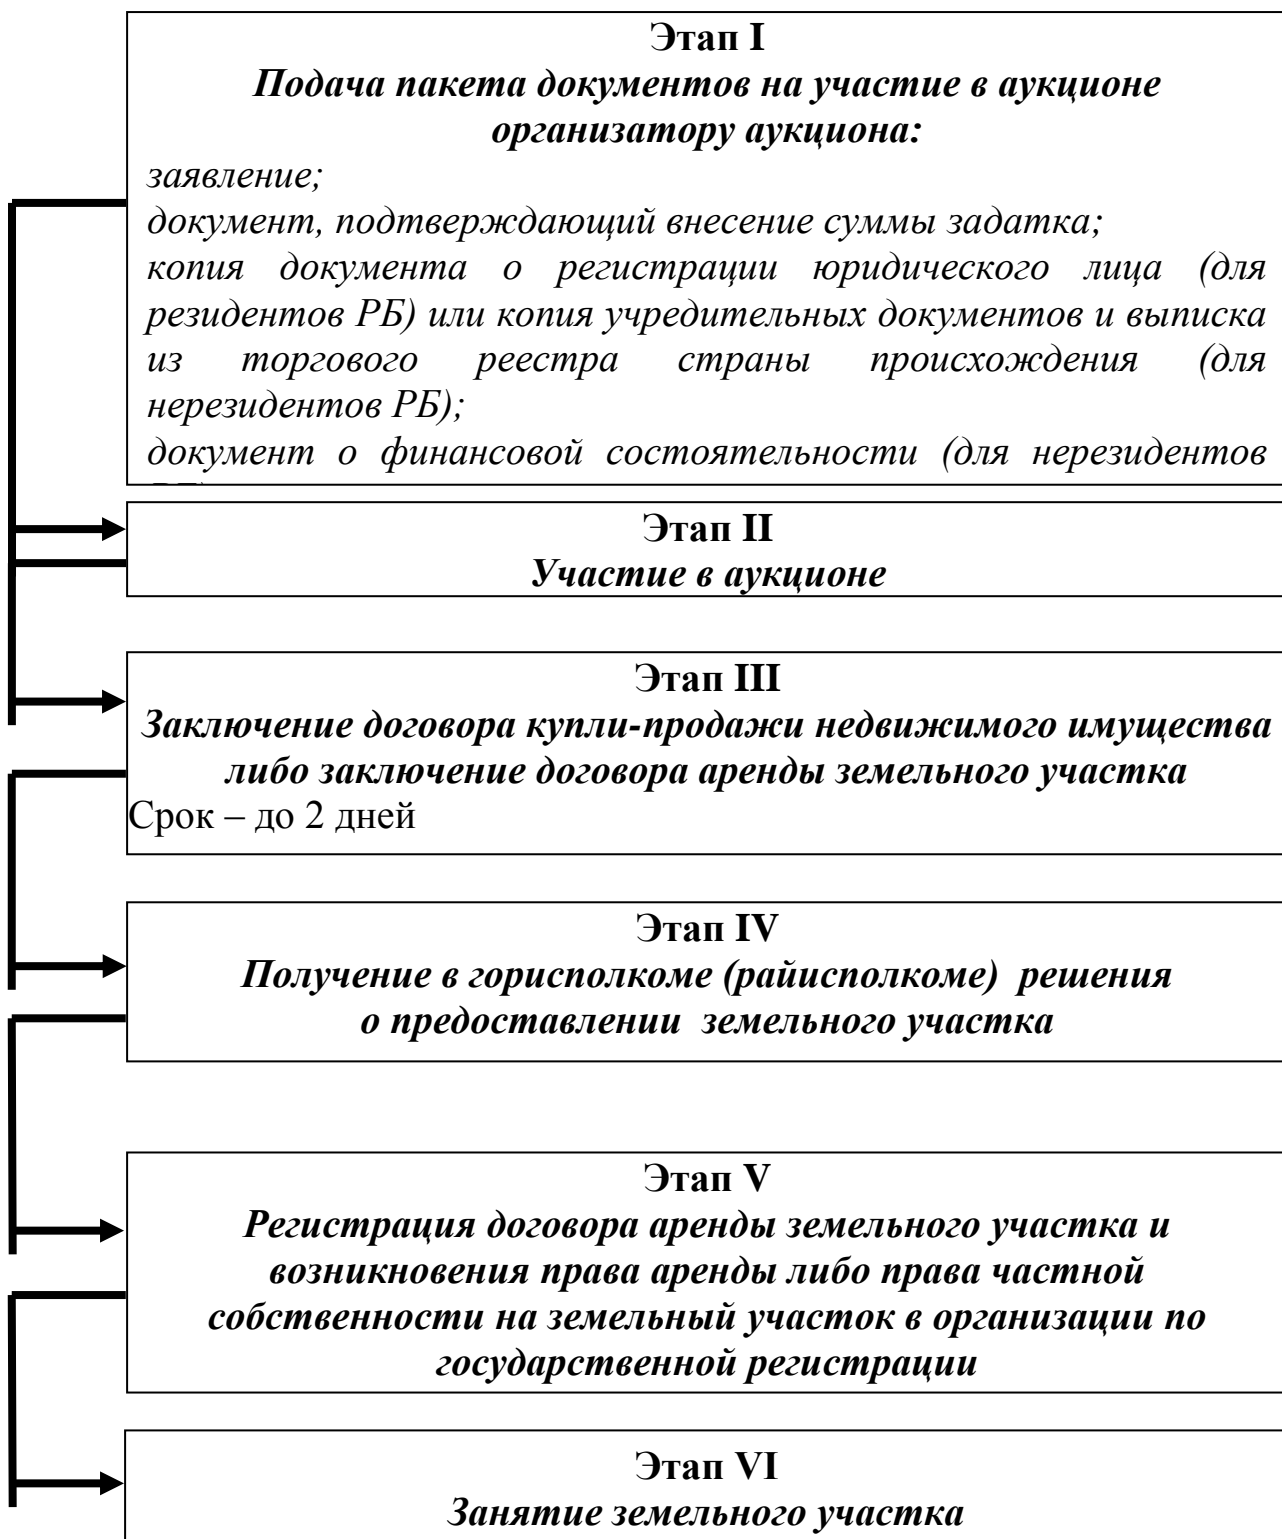 Этап I
Подача пакета документов на участие в аукционе
организатору аукциона:
заявление;
документ, подтверждающий внесение суммы задатка;
копия документа о регистрации юридического лица (для
резидентов РБ) или копия учредительных документов и выписка
из торгового реестра страны происхождения (для
нерезидентов РБ);
документ о финансовой состоятельности (для нерезидентов
Этап II
Участие в аукционе
Этап III
Заключение договора купли-продажи недвижимого имущества
либо заключение договора аренды земельного участка
Срок – до 2 дней
Этап IV
Получение в горисполкоме (райисполкоме) решения
о предоставлении земельного участка
Этап V
Регистрация договора аренды земельного участка и
возникновения права аренды либо права частной
собственности на земельный участок в организации по
государственной регистрации
Этап VI
Занятие земельного участка